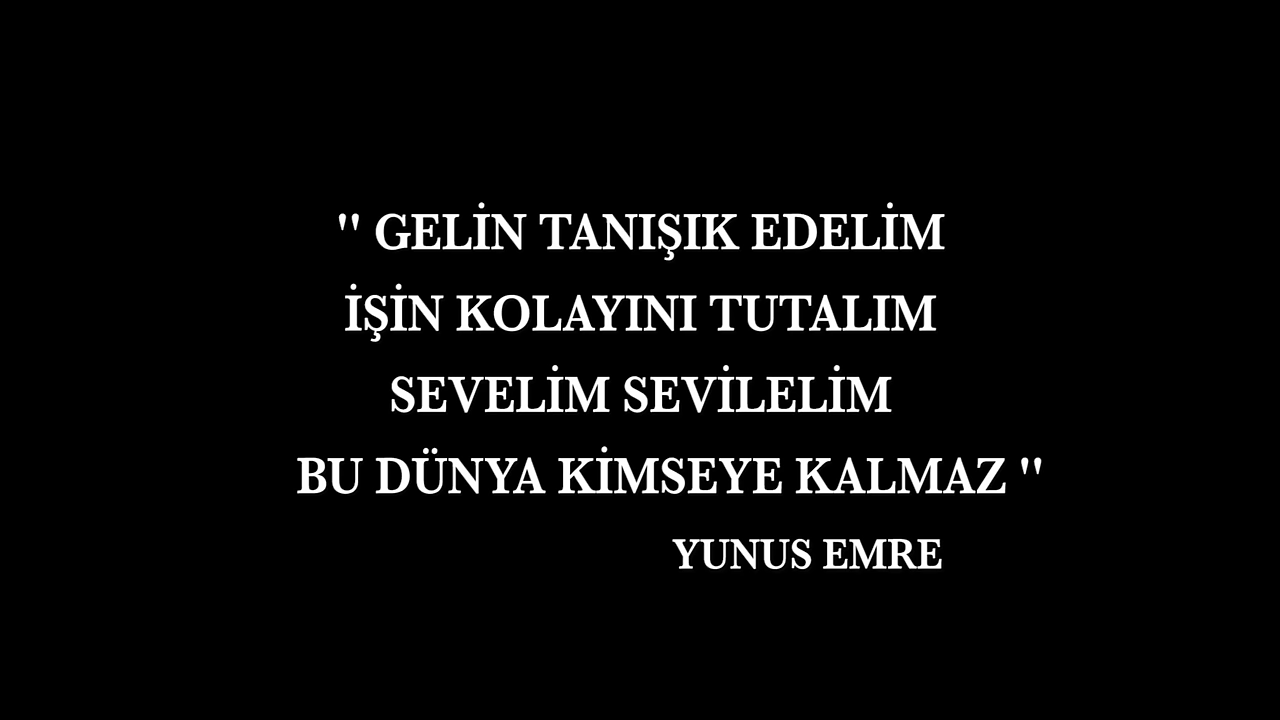 " GELİN TANIŞIK EDELİM
İŞİN KOLAYINI TUTALIM
SEVELİM SEVİLELİM
BU DÜNYA KİMSEYE KALMAZ "
YUNUS EMRE